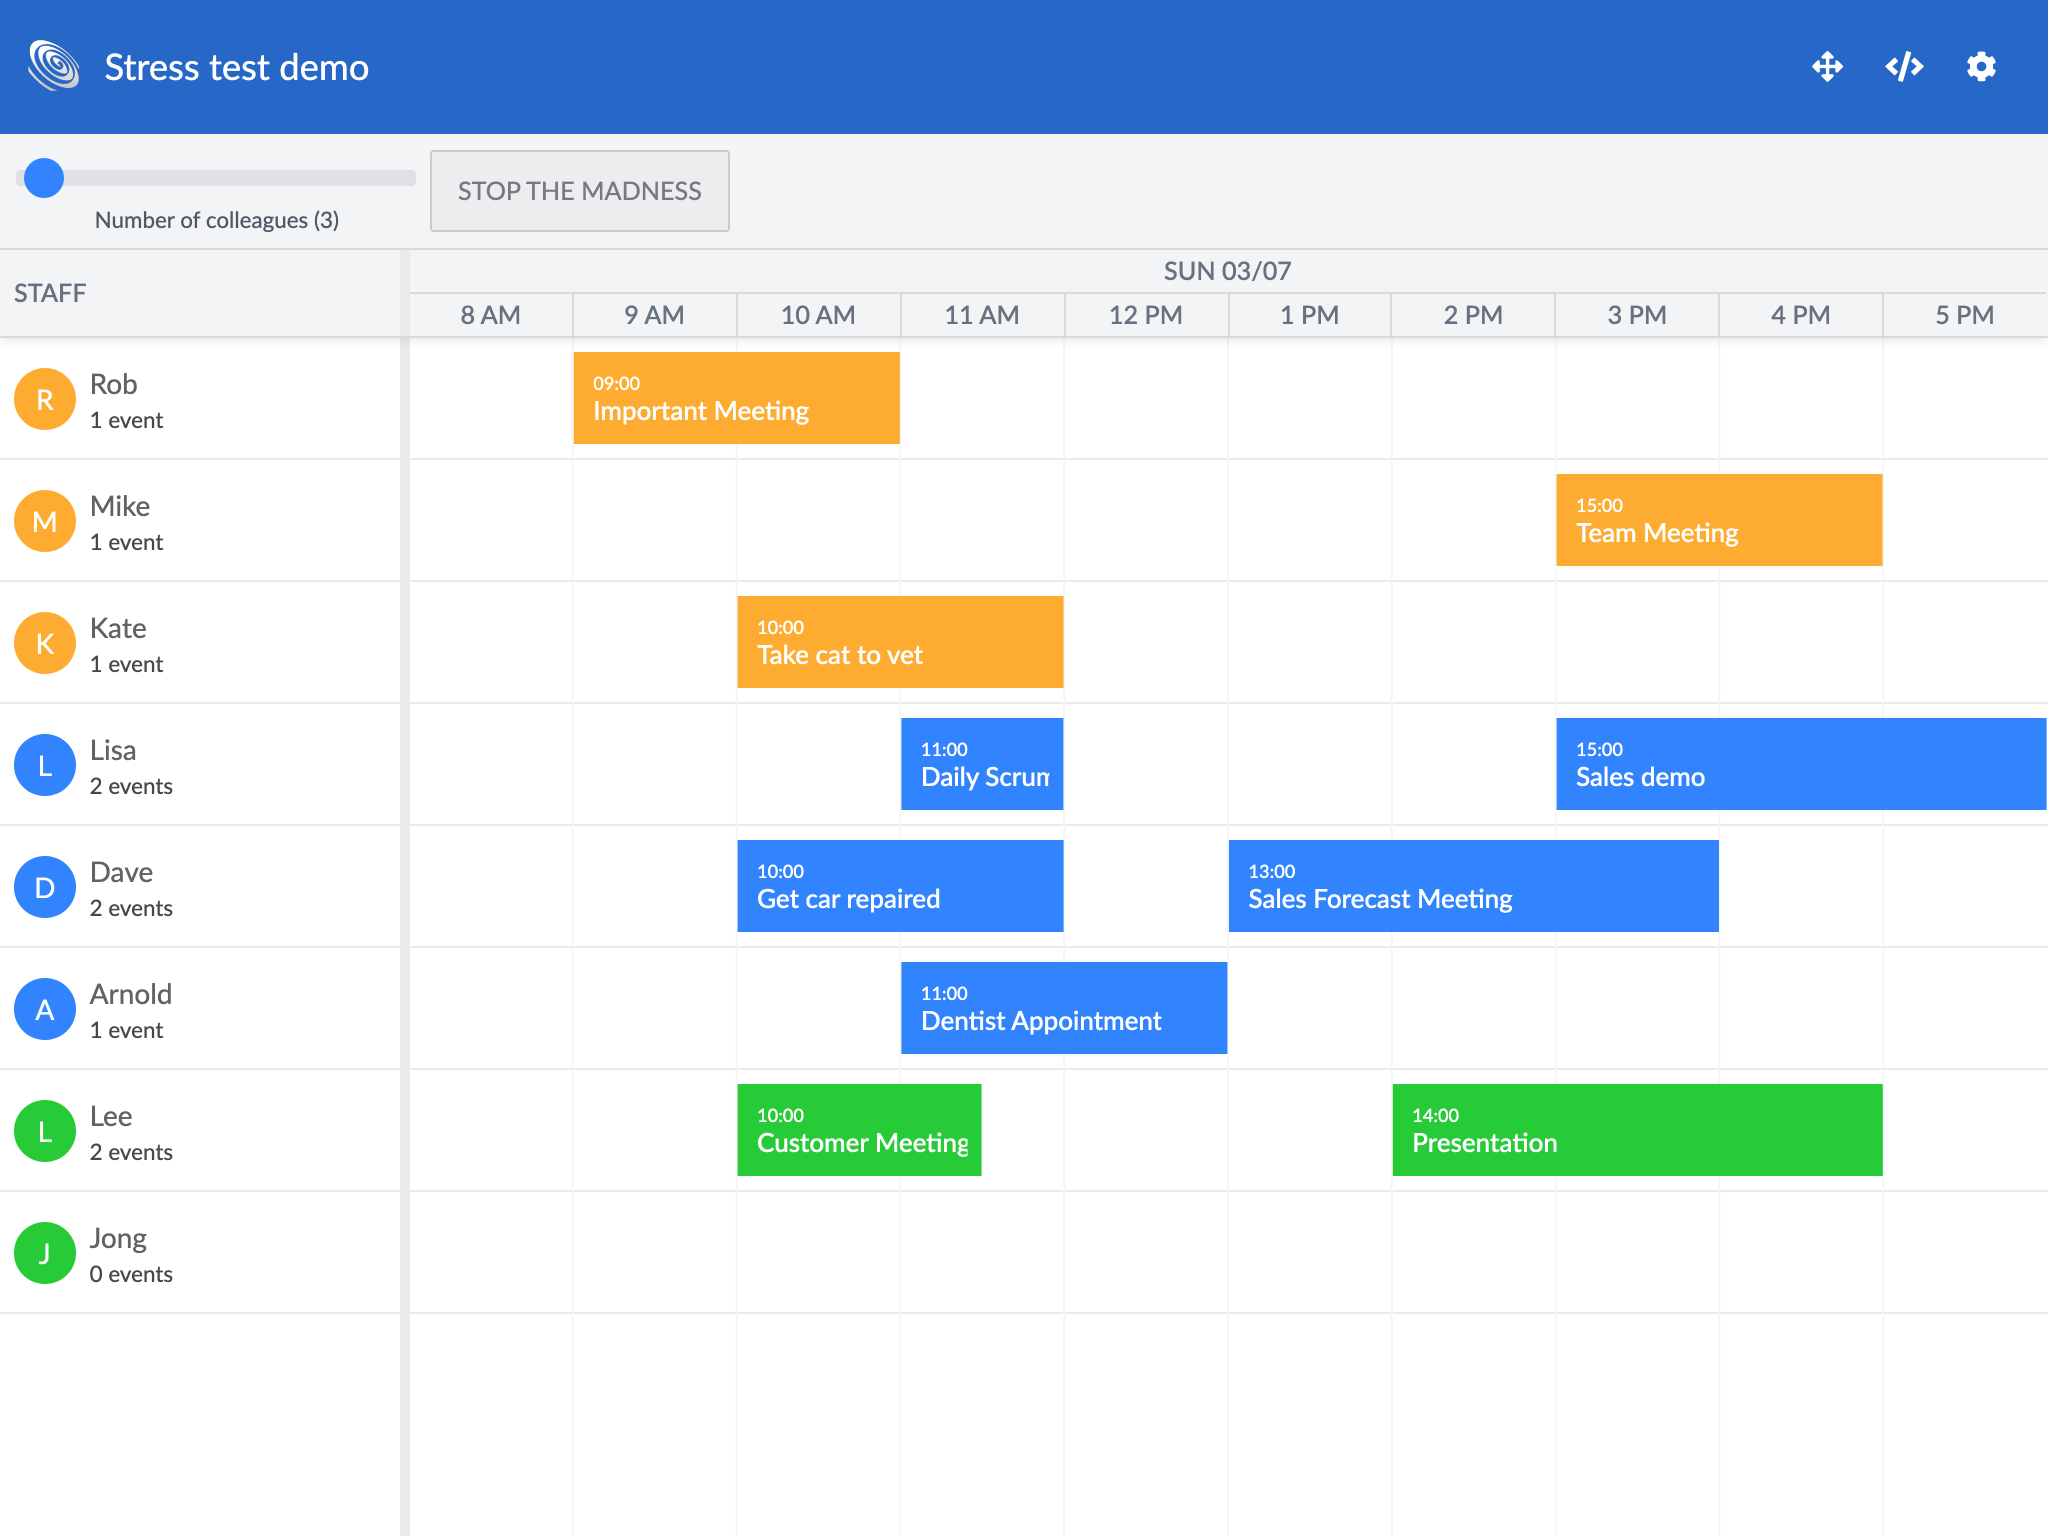 Stress test demo
Number of colleagues (3)
STOP THE MADNESS
STAFF
SUN 03/07
8 AM 9 AM 10 AM 11 AM 12 PM 1 PM 2 PM 3 PM 4 PM 5 PM
R
Rob
1 event
09:00
Important Meeting
M
Mike
1 event
15:00
Team Meeting
K
Kate
1 event
10:00
Take cat to vet
L
Lisa
2 events
11:00
Daily Scrum
15:00
Sales demo
D
Dave
2 events
10:00
Get car repaired
13:00
Sales Forecast Meeting
A
Arnold
1 event
11:00
Dentist Appointment
L
Lee
2 events
10:00
Customer Meeting
14:00
Presentation
J
Jong
0 events